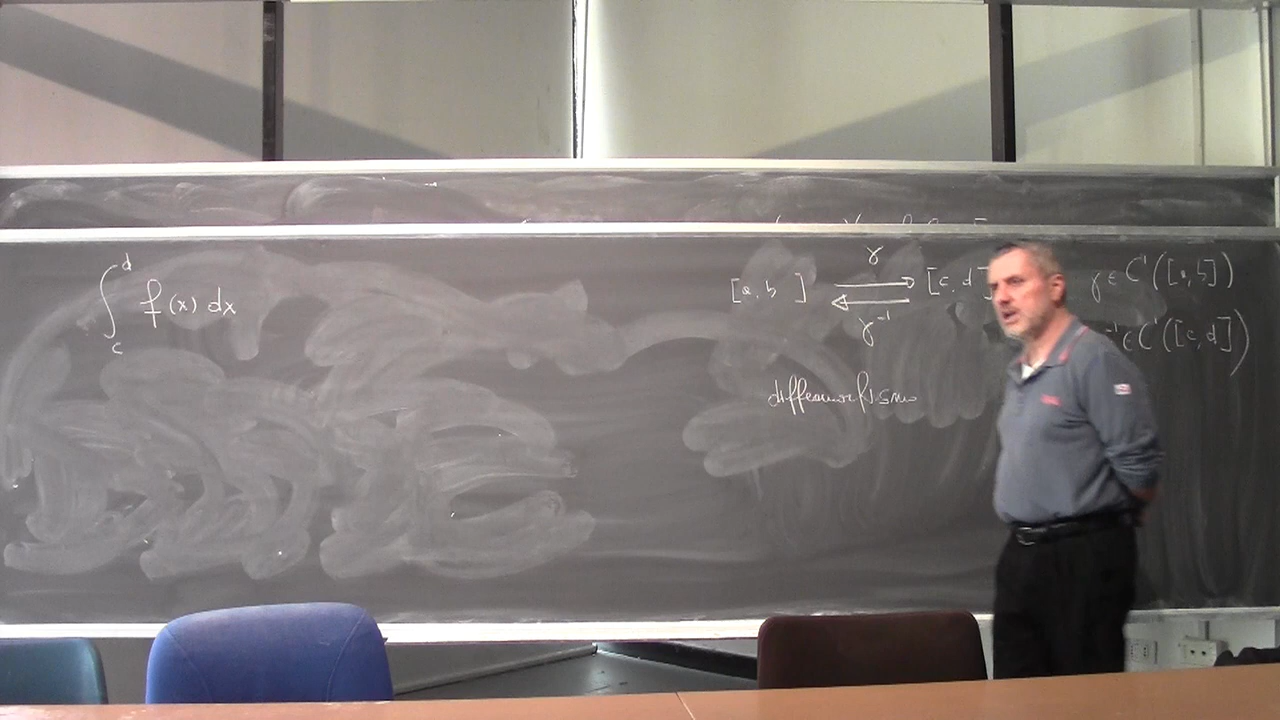 ∫_c^d f(x) dx
[a, b] ⇄ [c, d]
γ
γ⁻¹
γ ∈ C¹([a, b])
⁻¹ ∈ C¹([c, d])
diffeomorfismo